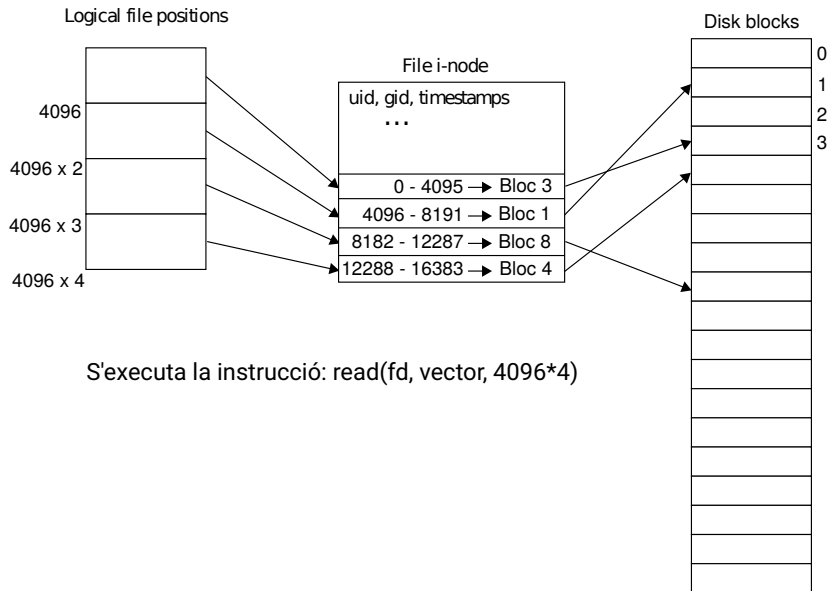 Logical file positions
4096
4096 x 2
4096 x 3
4096 x 4
File i-node
uid, gid, timestamps
...
0 - 4095 → Bloc 3
4096 - 8191 → Bloc 1
8182 - 12287 → Bloc 8
12288 - 16383 → Bloc 4
Disk blocks
0
1
2
3
S'executa la instrucció: read(fd, vector, 4096*4)